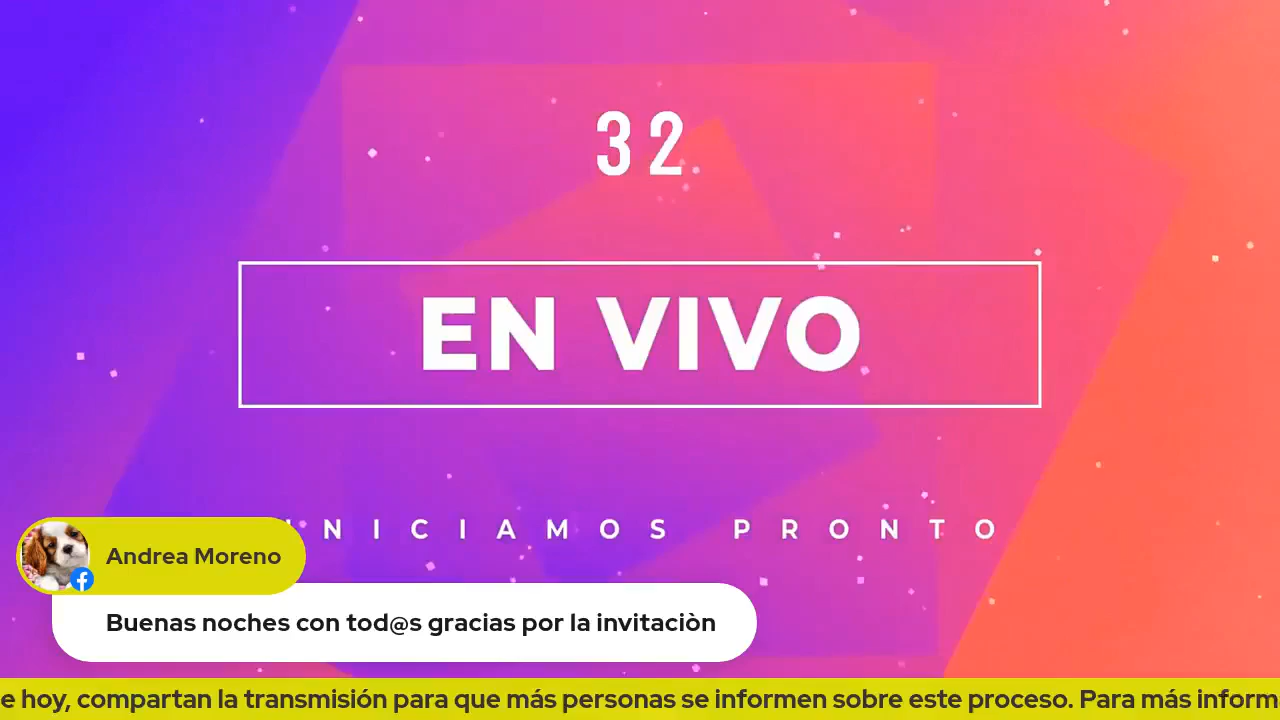 32
EN VIVO
INICIAMOS PRONTO
Andrea Moreno
Buenas noches con tod@s gracias por la invitaciòn
e hoy, compartan la transmisión para que más personas se informen sobre este proceso. Para más inform